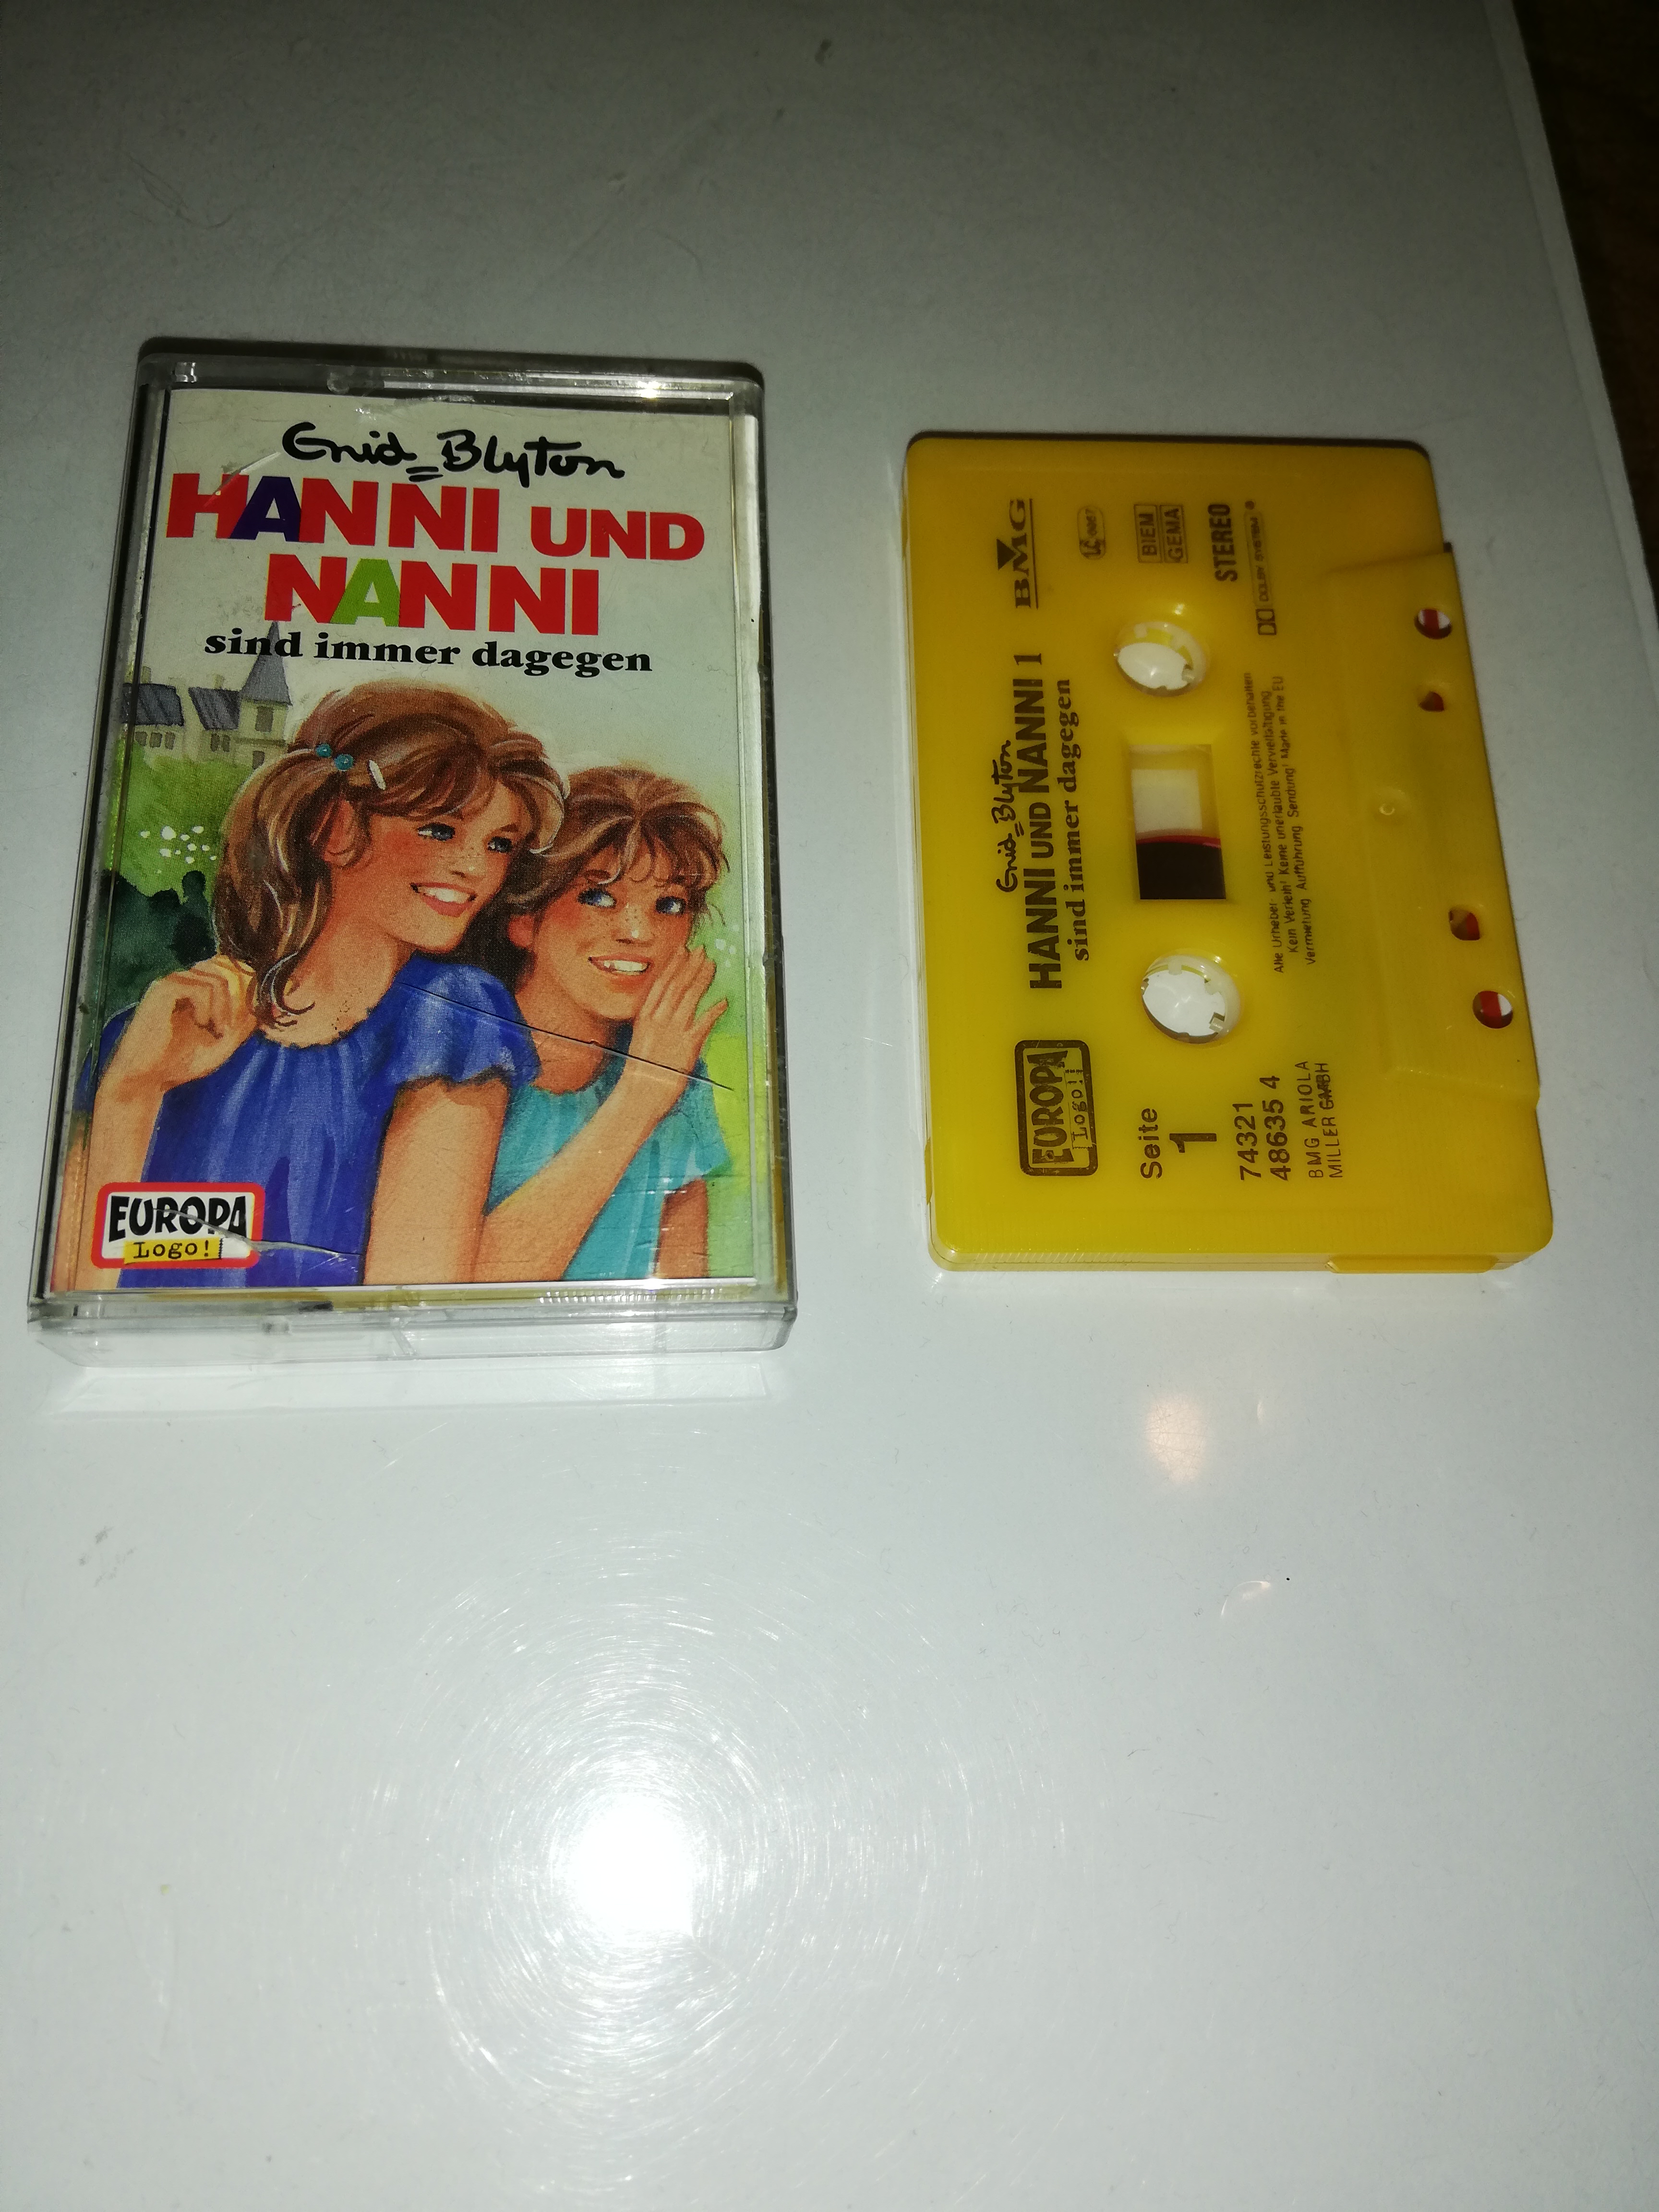 Enid Blyton
HANNI UND
NANNI
sind immer dagegen
EUROPA
Logo!
EUROPA
Logo!!
Enid Blyton
HANNI UND NANNI 1
sind immer dagegen
BMG
LC 0067
BIEM
GEMA
STEREO
DOLBY SYSTEM
Seite
1
74321
48635 4
BMG ARIOLA
MILLER GMBH
Alle Urheber- und Leistungsschutzrechte vorbehalten
Kein Verleih! Keine unerlaubte Vervielfältigung,
Vermietung, Aufführung, Sendung! Made in the EU